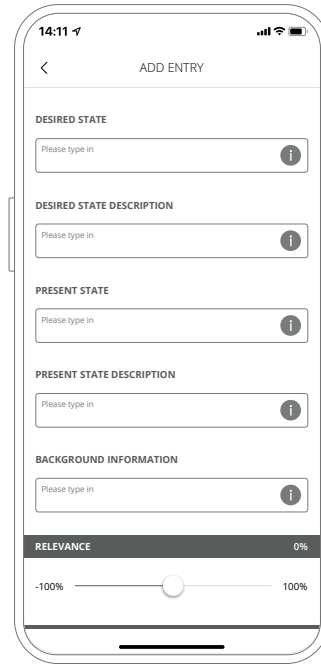 14:11
ADD ENTRY
DESIRED STATE
Please type in
i
DESIRED STATE DESCRIPTION
Please type in
i
PRESENT STATE
Please type in
i
PRESENT STATE DESCRIPTION
Please type in
i
BACKGROUND INFORMATION
Please type in
i
RELEVANCE 0%
-100% 100%